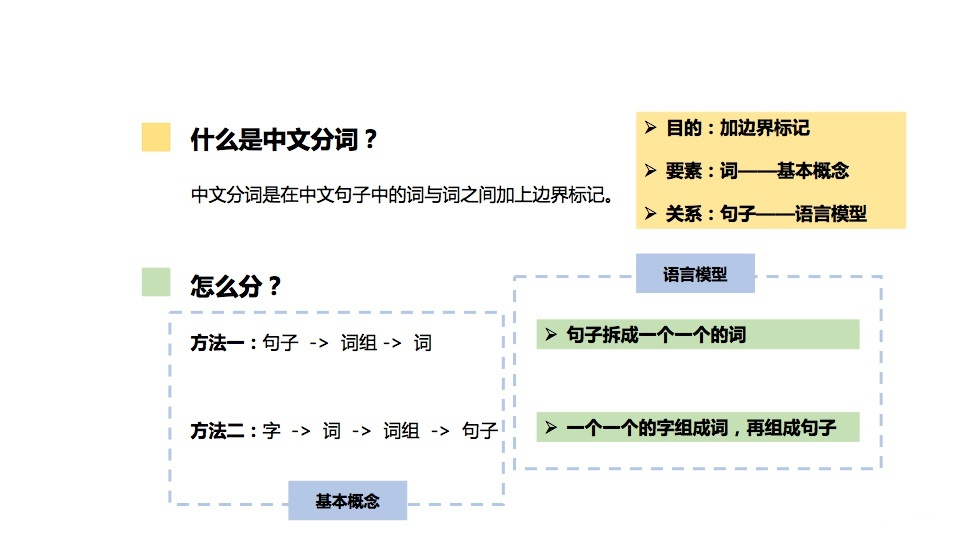 什么是中文分词？
中文分词是在中文句子中的词与词之间加上边界标记。
➢ 目的：加边界标记
➢ 要素：词——基本概念
➢ 关系：句子——语言模型
怎么分？
方法一：句子 -> 词组 -> 词
方法二：字 -> 词 -> 词组 -> 句子
基本概念
语言模型
➢ 句子拆成一个一个的词
➢ 一个一个的字组成词，再组成句子